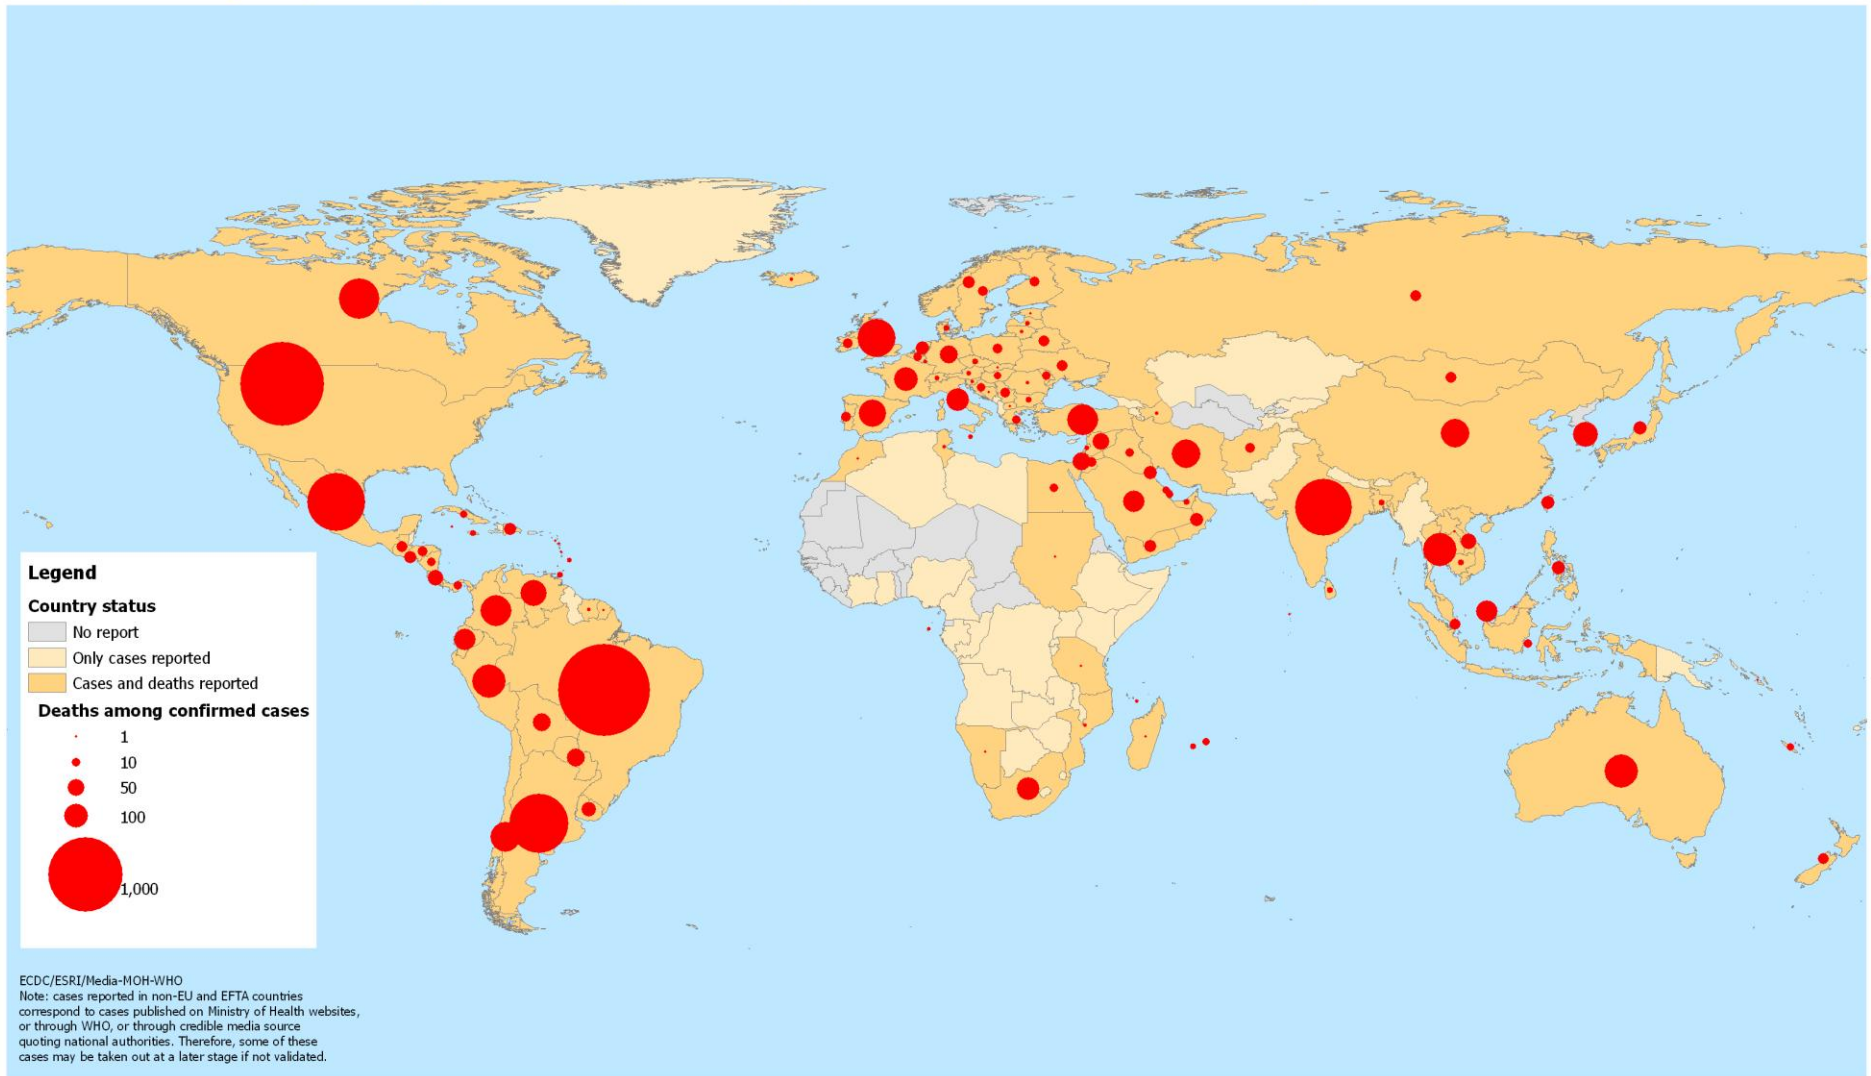 Legend
Country status
No report
Only cases reported
Cases and deaths reported
Deaths among confirmed cases
1
10
50
100
1,000
ECDC/ESRI/Media-MOH-WHO
Note: cases reported in non-EU and EFTA countries
correspond to cases published on Ministry of Health websites,
or through WHO, or through credible media source
quoting national authorities. Therefore, some of these
cases may be taken out at a later stage if not validated.